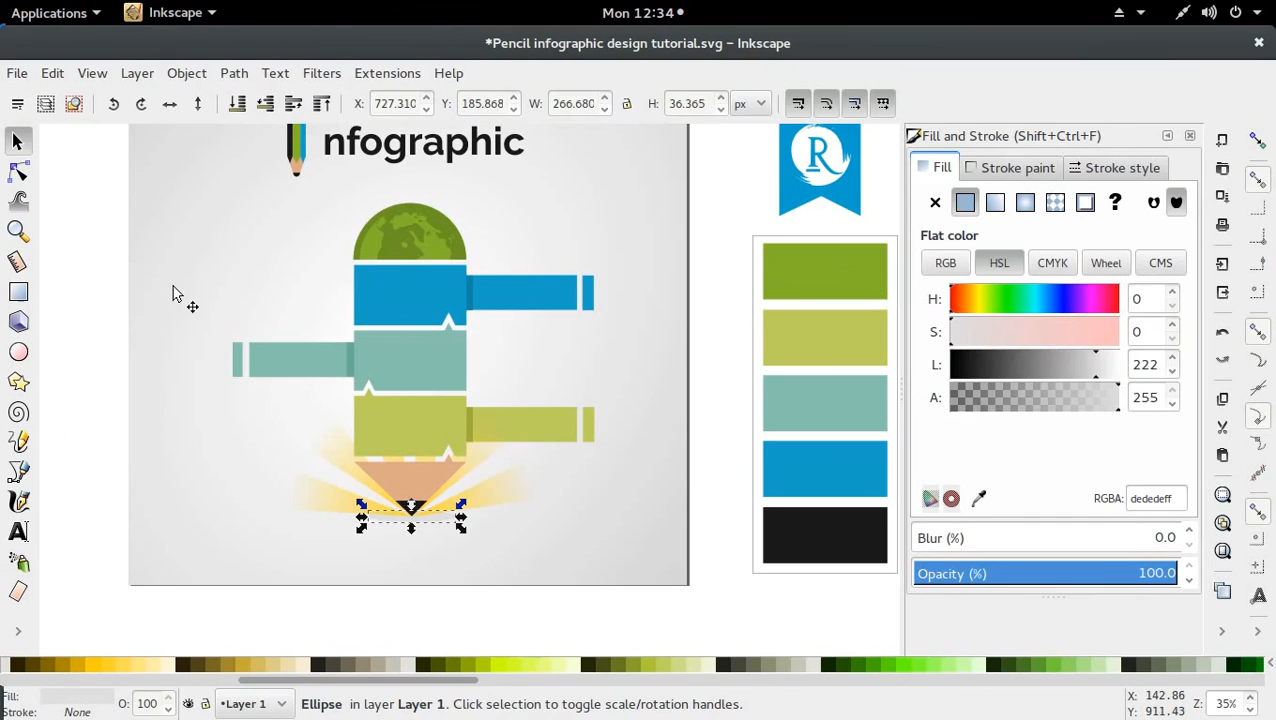 Applications Inkscape Mon 12:34
*Pencil infographic design tutorial.svg – Inkscape
File Edit View Layer Object Path Text Filters Extensions Help
X: 727.310 Y: 185.868 W: 266.680 H: 36.365 px
nfographic
R
Fill and Stroke (Shift+Ctrl+F)
Fill Stroke paint Stroke style
?
Flat color
RGB HSL CMYK Wheel CMS
H: 0
S: 0
L: 222
A: 255
RGBA: dededeff
Blur (%) 0.0
Opacity (%) 100.0
Fill:
Stroke: None O: 100 •Layer 1 Ellipse in layer Layer 1. Click selection to toggle scale/rotation handles. X: 142.86 Y: 911.43 Z: 35%